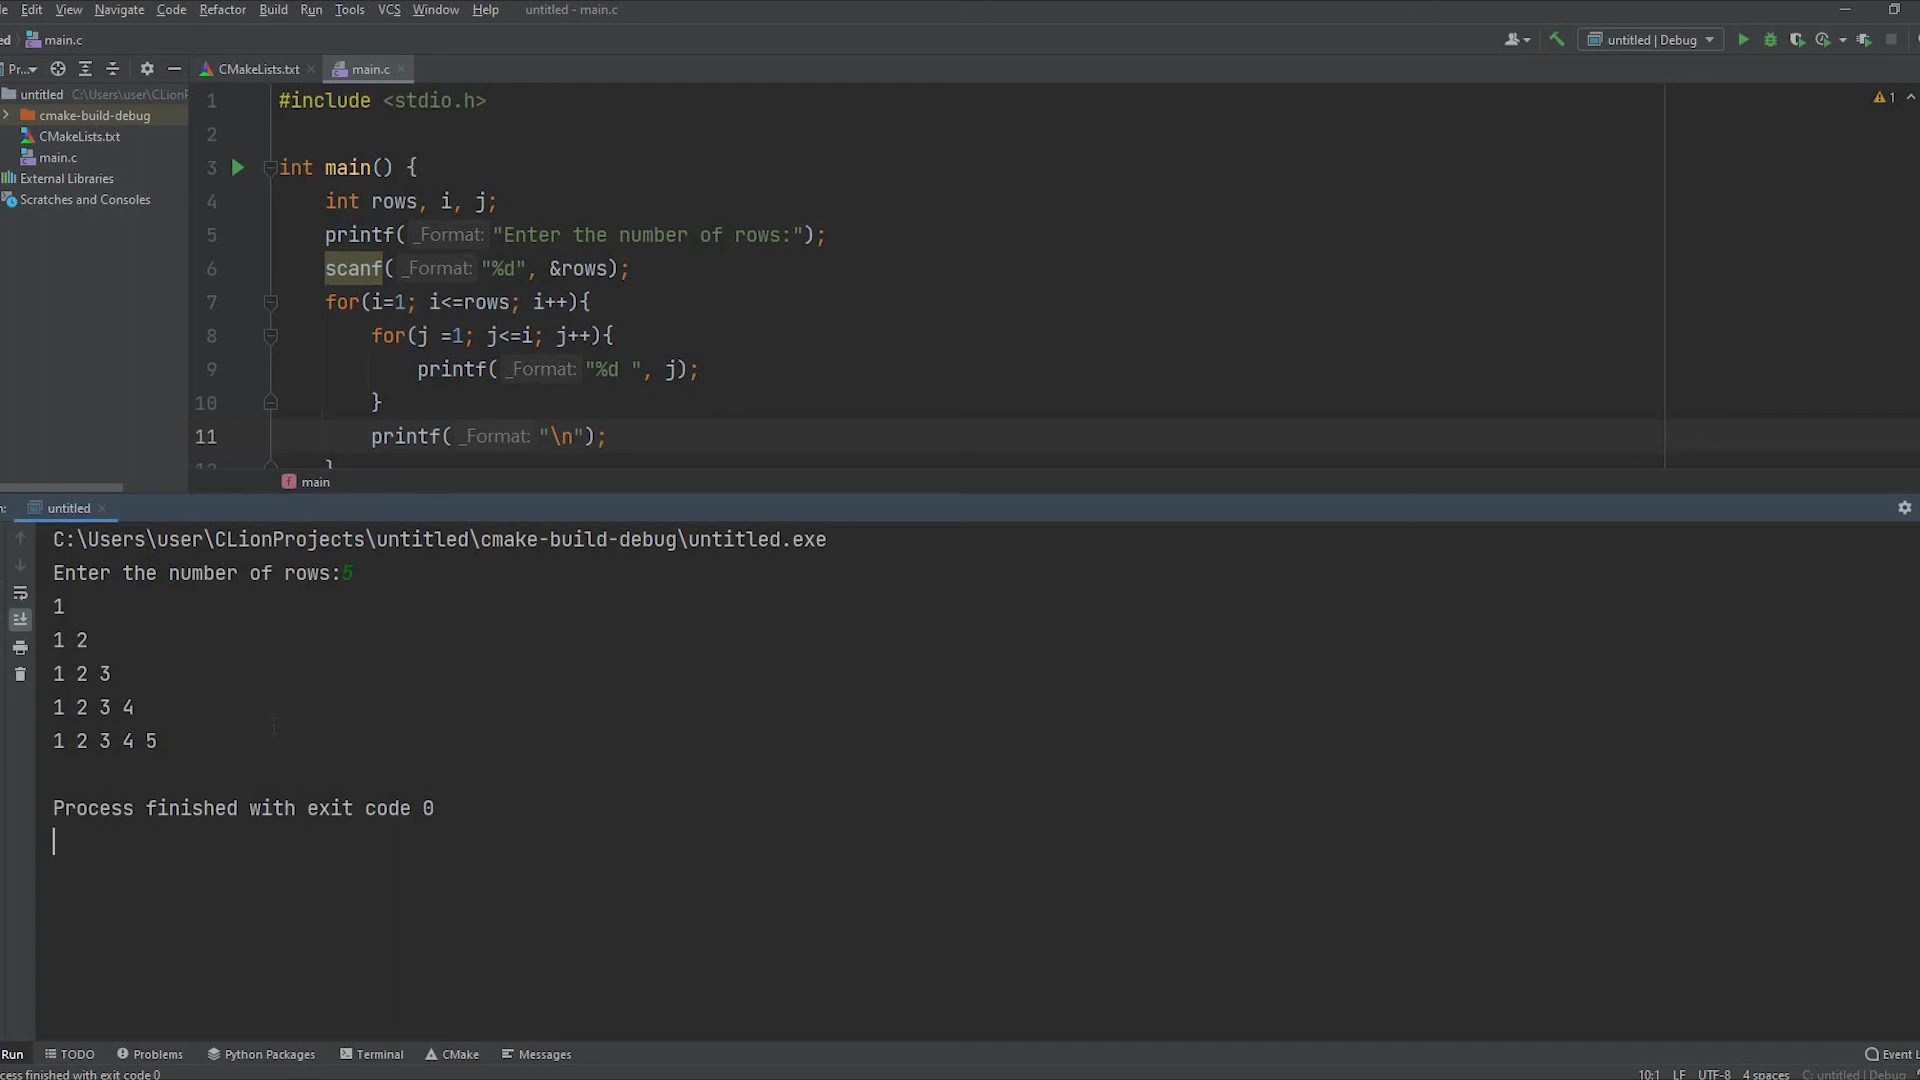 Edit View Navigate Code Refactor Build Run Tools VCS Window Help untitled - main.c
main.c
untitled | Debug
Pr... CMakeLists.txt main.c
untitled C:\Users\user\CLionP
cmake-build-debug
CMakeLists.txt
main.c
External Libraries
Scratches and Consoles
1 #include <stdio.h>
2
3 int main() {
4 int rows, i, j;
5 printf( _Format: "Enter the number of rows:");
6 scanf( _Format: "%d", &rows);
7 for(i=1; i<=rows; i++){
8 for(j =1; j<=i; j++){
9 printf( _Format: "%d ", j);
10 }
11 printf( _Format: "\n");
12 }
1
f main
untitled
C:\Users\user\CLionProjects\untitled\cmake-build-debug\untitled.exe
Enter the number of rows:5
1
1 2
1 2 3
1 2 3 4
1 2 3 4 5
Process finished with exit code 0
Run TODO Problems Python Packages Terminal CMake Messages Event L
cess finished with exit code 0 10:1 LF UTF-8 4 spaces C: untitled | Debug